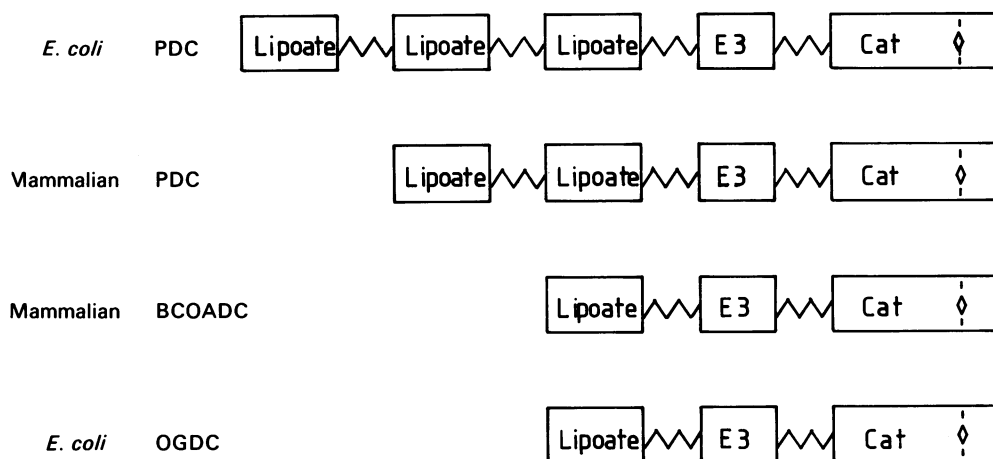 E. coli PDC Lipoate Lipoate Lipoate E3 Cat
Mammalian PDC Lipoate Lipoate E3 Cat
Mammalian BCOADC Lipoate E3 Cat
E. coli OGDC Lipoate E3 Cat